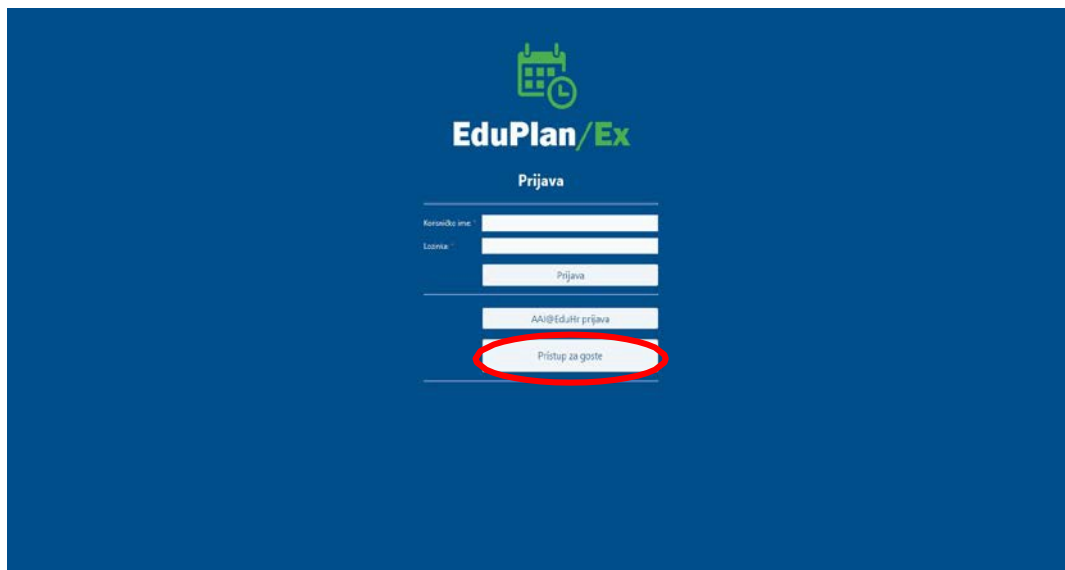 EduPlan/Ex
Prijava
Korisničko ime: *
Lozinka: *
Prijava
AAI@EduHr prijava
Pristup za goste